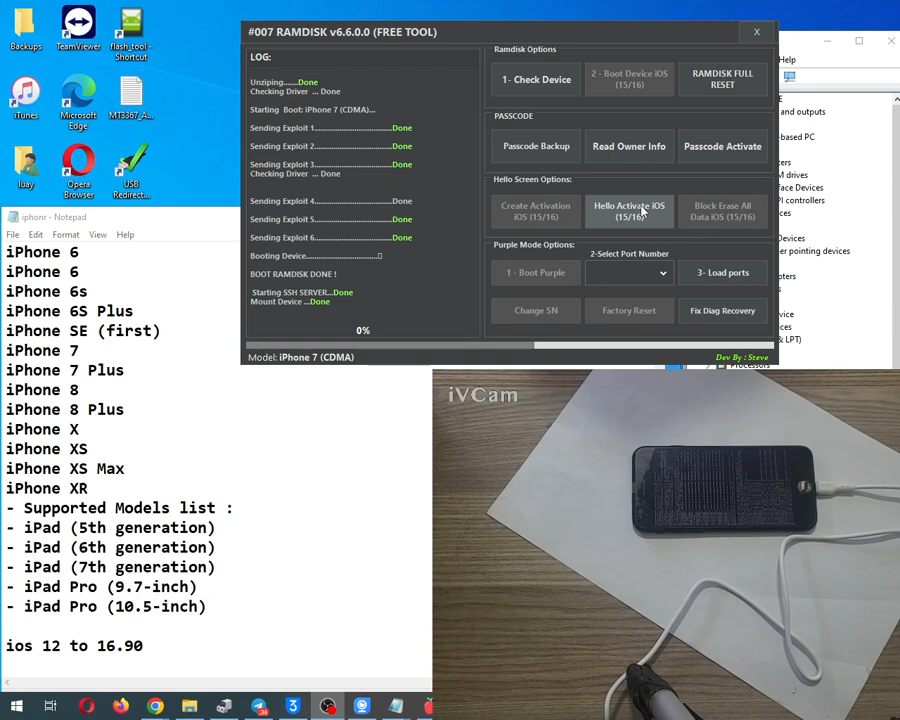 Backups
TeamViewer
flash_tool -
Shortcut
iTunes
Microsoft
Edge
MT3367_A...
luay
Opera
Browser
USB
Redirect...
#007 RAMDISK v6.6.0.0 (FREE TOOL)
X
LOG:
Unziping......Done
Checking Driver ... Done
Starting Boot: iPhone 7 (CDMA)...
Sending Exploit 1.......................................Done
Sending Exploit 2.......................................Done
Sending Exploit 3.......................................Done
Checking Driver ... Done
Sending Exploit 4.......................................Done
Sending Exploit 5.......................................Done
Sending Exploit 6.......................................Done
Booting Device.......................................
BOOT RAMDISK DONE !
Starting SSH SERVER...Done
Mount Device ...Done
0%
Model: iPhone 7 (CDMA)
Ramdisk Options
1- Check Device
2 - Boot Device iOS
(15/16)
RAMDISK FULL
RESET
PASSCODE
Passcode Backup
Read Owner Info
Passcode Activate
Hello Screen Options:
Create Activation
iOS (15/16)
Hello Activate iOS
(15/16)
Block Erase All
Data iOS (15/16)
Purple Mode Options:
2-Select Port Number
1 - Boot Purple
3- Load ports
Change SN
Factory Reset
Fix Diag Recovery
Dev By : Steve
Help
and outputs
-based PC
ters
M drives
face Devices
PI controllers
Devices
er pointing devices
pters
vice
rces
& LPT)
Processors
iphonr - Notepad
File Edit Format View Help
iPhone 6
iPhone 6
iPhone 6s
iPhone 6S Plus
iPhone SE (first)
iPhone 7
iPhone 7 Plus
iPhone 8
iPhone 8 Plus
iPhone X
iPhone XS
iPhone XS Max
iPhone XR
- Supported Models list :
- iPad (5th generation)
- iPad (6th generation)
- iPad (7th generation)
- iPad Pro (9.7-inch)
- iPad Pro (10.5-inch)
ios 12 to 16.90
iVCam